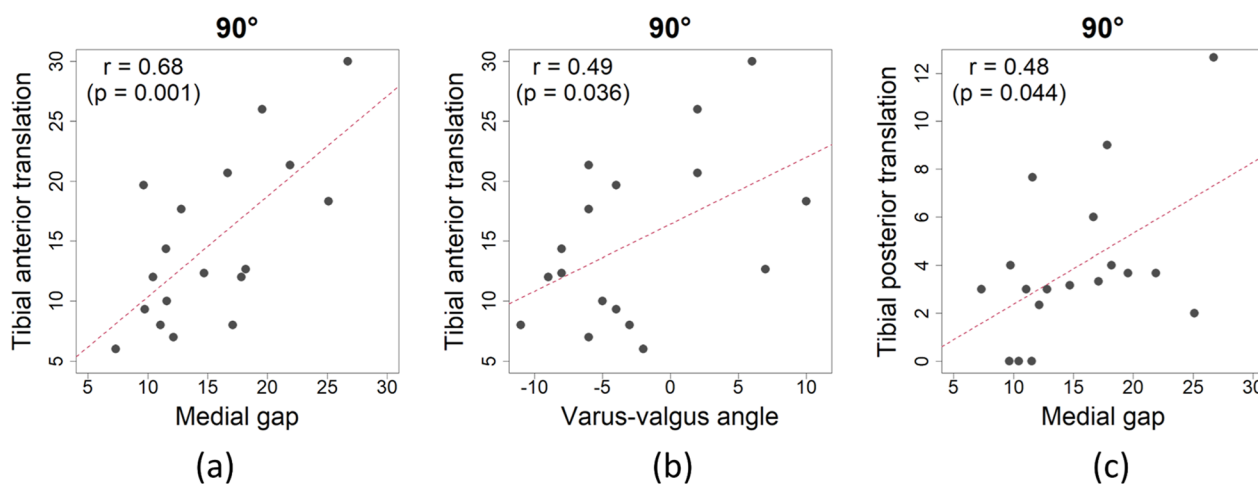 90°
r = 0.68
(p = 0.001)
Tibial anterior translation
30
25
20
15
10
5
5 10 15 20 25 30
Medial gap
(a)
90°
r = 0.49
(p = 0.036)
Tibial anterior translation
30
25
20
15
10
5
-10 -5 0 5 10
Varus-valgus angle
(b)
90°
r = 0.48
(p = 0.044)
Tibial posterior translation
12
10
8
6
4
2
0
5 10 15 20 25 30
Medial gap
(c)